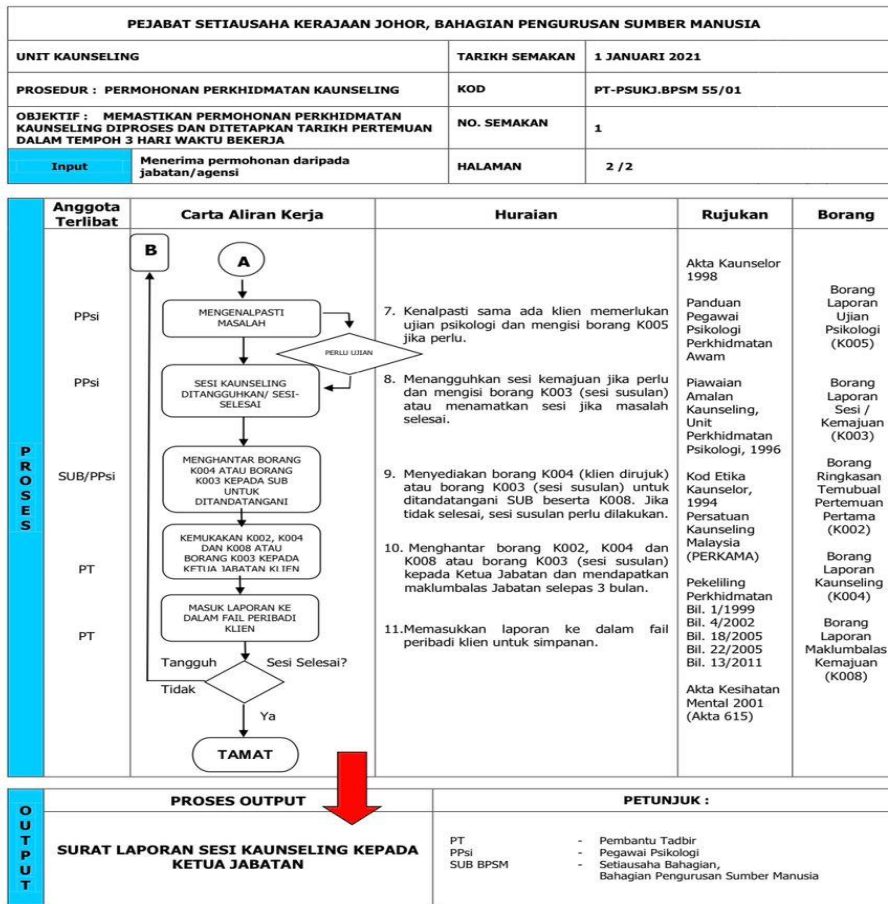 PEJABAT SETIAUSAHA KERAJAAN JOHOR, BAHAGIAN PENGURUSAN SUMBER MANUSIA
UNIT KAUNSELING
TARIKH SEMAKAN
1 JANUARI 2021
PROSEDUR : PERMOHONAN PERKHIDMATAN KAUNSELING
KOD
PT-PSUKJ.BPSM 55/01
OBJEKTIF : MEMASTIKAN PERMOHONAN PERKHIDMATAN
KAUNSELING DIPROSES DAN DITETAPKAN TARIKH PERTEMUAN
DALAM TEMPOH 3 HARI WAKTU BEKERJA
NO. SEMAKAN
1
Input
Menerima permohonan daripada
jabatan/agensi
HALAMAN
2 /2
PROSES
Anggota
Terlibat
Carta Aliran Kerja
Huraian
Rujukan
Borang
PPsi
PPsi
SUB/PPsi
PT
PT
B
A
MENGENALPASTI
MASALAH
PERLU UJIAN
SESI KAUNSELING
DITANGGUHKAN/ SESI-
SELESAI
MENGHANTAR BORANG
K004 ATAU BORANG
K003 KEPADA SUB
UNTUK
DITANDATANGANI
KEMUKAKAN K002, K004
DAN K008 ATAU
BORANG K003 KEPADA
KETUA JABATAN KLIEN
MASUK LAPORAN KE
DALAM FAIL PERIBADI
KLIEN
Tangguh
Sesi Selesai?
Tidak
Ya
TAMAT
7. Kenalpasti sama ada klien memerlukan
ujian psikologi dan mengisi borang K005
jika perlu.
8. Menangguhkan sesi kemajuan jika perlu
dan mengisi borang K003 (sesi susulan)
atau menamatkan sesi jika masalah
selesai.
9. Menyediakan borang K004 (klien dirujuk)
atau borang K003 (sesi susulan) untuk
ditandatangani SUB beserta K008. Jika
tidak selesai, sesi susulan perlu dilakukan.
10. Menghantar borang K002, K004 dan
K008 atau borang K003 (sesi susulan)
kepada Ketua Jabatan dan mendapatkan
maklumbalas Jabatan selepas 3 bulan.
11.Memasukkan laporan ke dalam fail
peribadi klien untuk simpanan.
Akta Kaunselor
1998
Panduan
Pegawai
Psikologi
Perkhidmatan
Awam
Piawaian
Amalan
Kaunseling,
Unit
Perkhidmatan
Psikologi, 1996
Kod Etika
Kaunselor,
1994
Persatuan
Kaunseling
Malaysia
(PERKAMA)
Pekeliling
Perkhidmatan
Bil. 1/1999
Bil. 4/2002
Bil. 18/2005
Bil. 22/2005
Bil. 13/2011
Akta Kesihatan
Mental 2001
(Akta 615)
Borang
Laporan
Ujian
Psikologi
(K005)
Borang
Laporan
Sesi /
Kemajuan
(K003)
Borang
Ringkasan
Temubual
Pertemuan
Pertama
(K002)
Borang
Laporan
Kaunseling
(K004)
Borang
Laporan
Maklumbalas
Kemajuan
(K008)
OUTPUT
PROSES OUTPUT
SURAT LAPORAN SESI KAUNSELING KEPADA
KETUA JABATAN
PETUNJUK :
PT - Pembantu Tadbir
PPsi - Pegawai Psikologi
SUB BPSM - Setiausaha Bahagian,
Bahagian Pengurusan Sumber Manusia